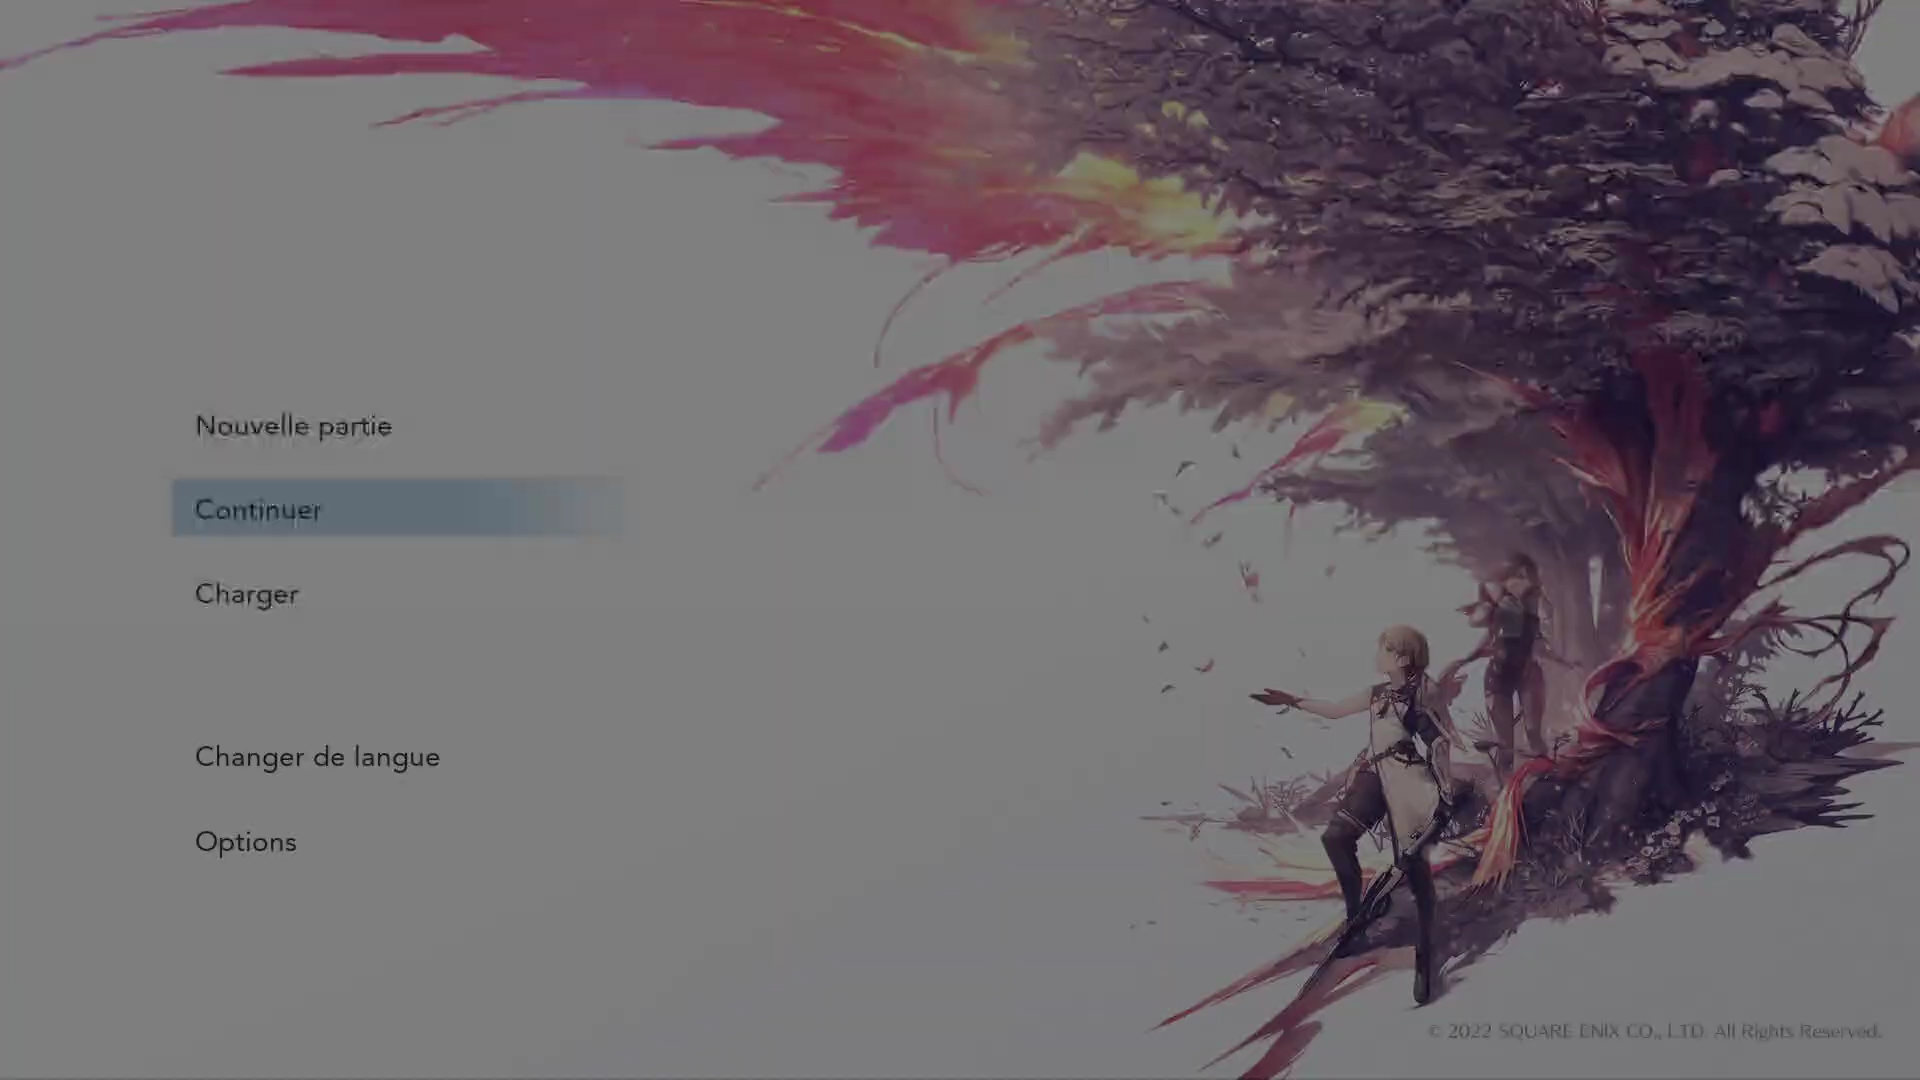 Nouvelle partie
Continuer
Charger
Changer de langue
Options
© 2022 SQUARE ENIX CO., LTD. All Rights Reserved.